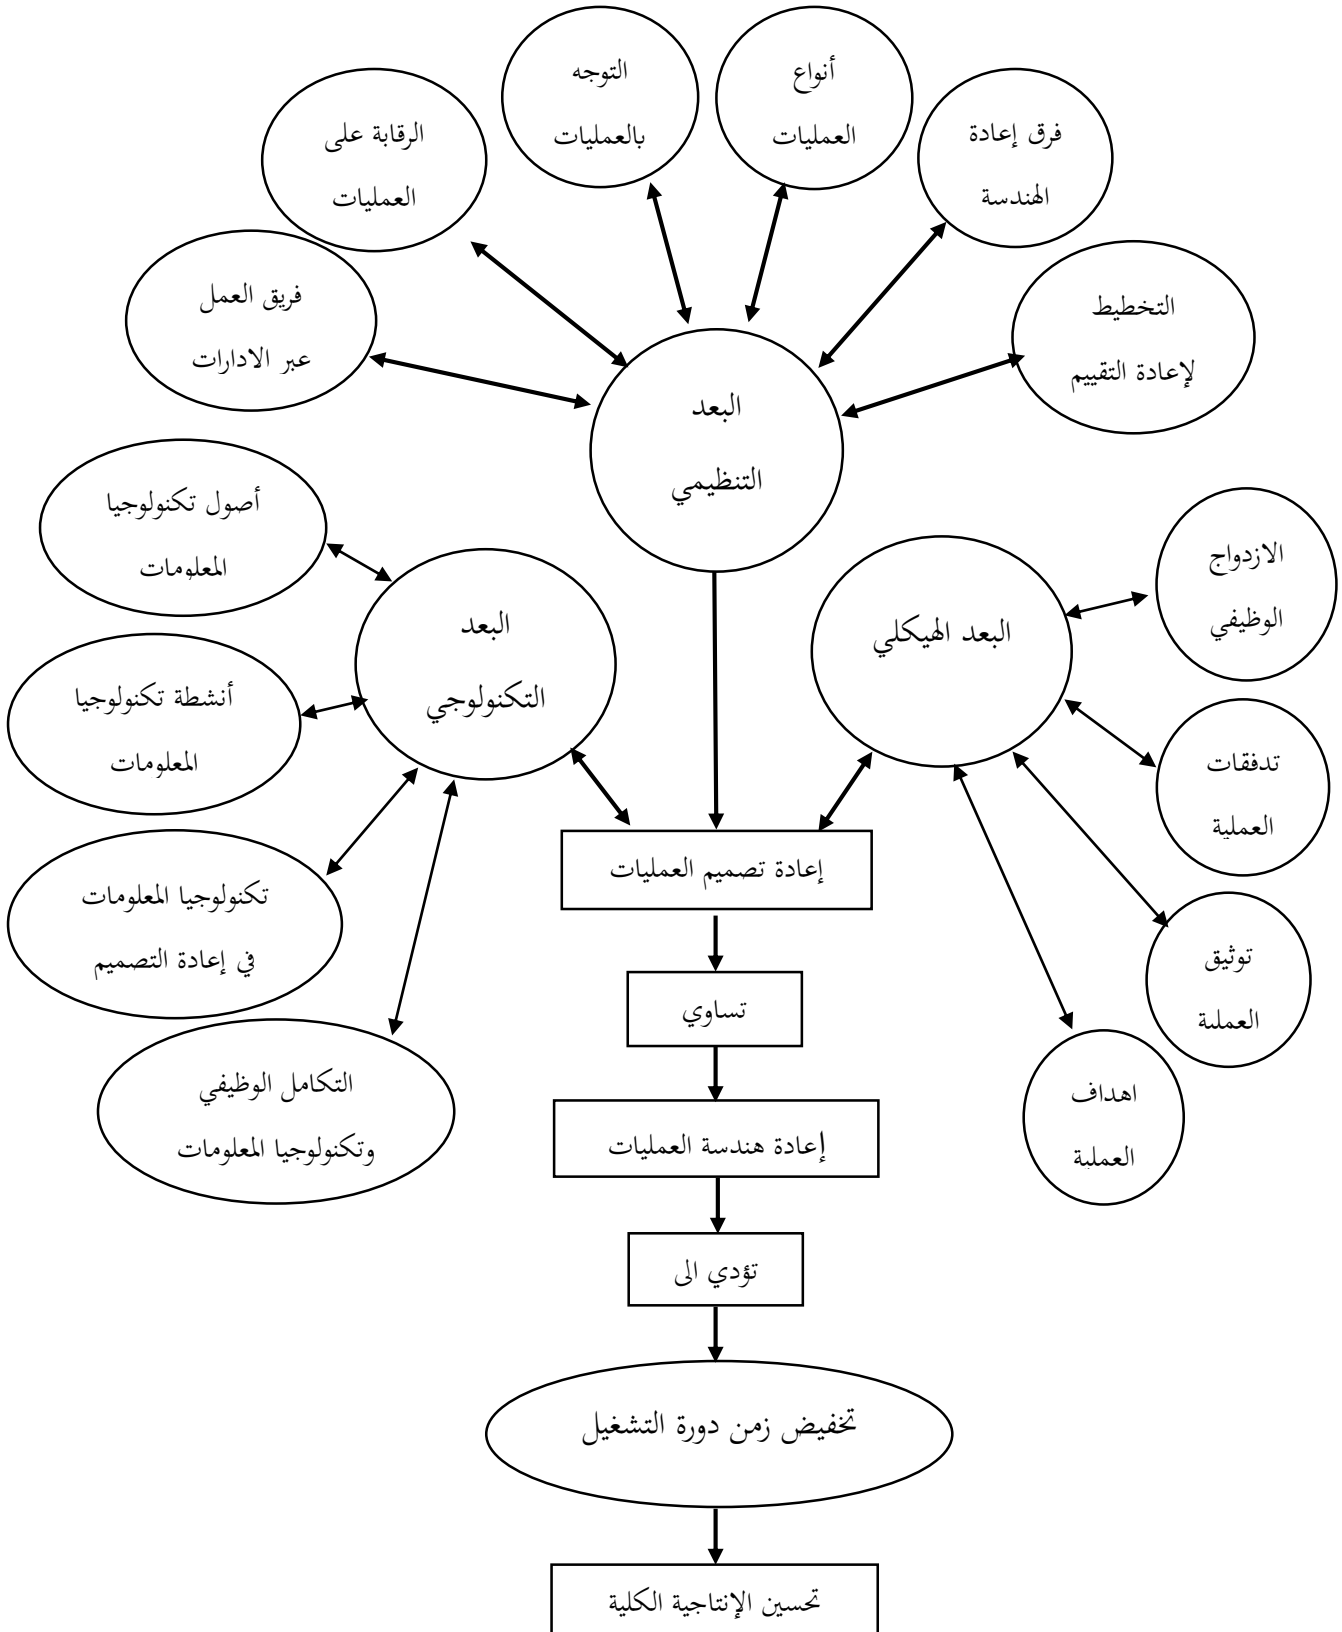 أنواع
العمليات
التوجه
بالعمليات
فرق إعادة
الهندسة
الرقابة على
العمليات
التخطيط
لإعادة التقييم
فريق العمل
عبر الادارات
البعد
التنظيمي
الازدواج
الوظيفي
أصول تكنولوجيا
المعلومات
البعد الهيكلي
البعد
التكنولوجي
أنشطة تكنولوجيا
المعلومات
تدفقات
العملية
إعادة تصميم العمليات
تكنولوجيا المعلومات
في إعادة التصميم
توثيق
العملية
تساوي
اهداف
العملية
التكامل الوظيفي
وتكنولوجيا المعلومات
إعادة هندسة العمليات
تؤدي الى
تخفيض زمن دورة التشغيل
تحسين الإنتاجية الكلية